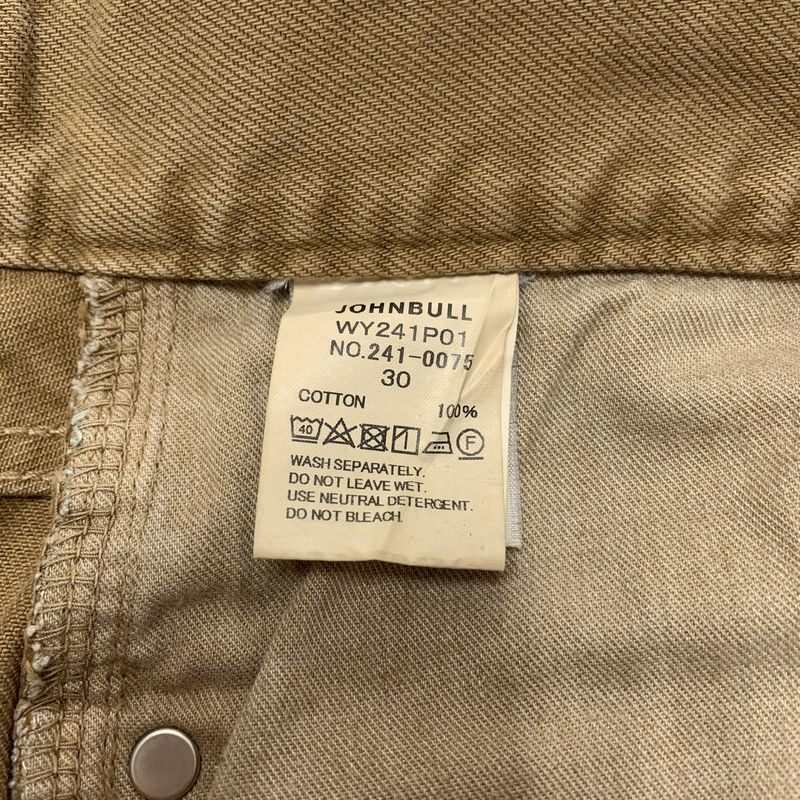 JOHNBULL
WY241P01
NO.241-0075
30
COTTON 100%
40 F
WASH SEPARATELY.
DO NOT LEAVE WET.
USE NEUTRAL DETERGENT.
DO NOT BLEACH.